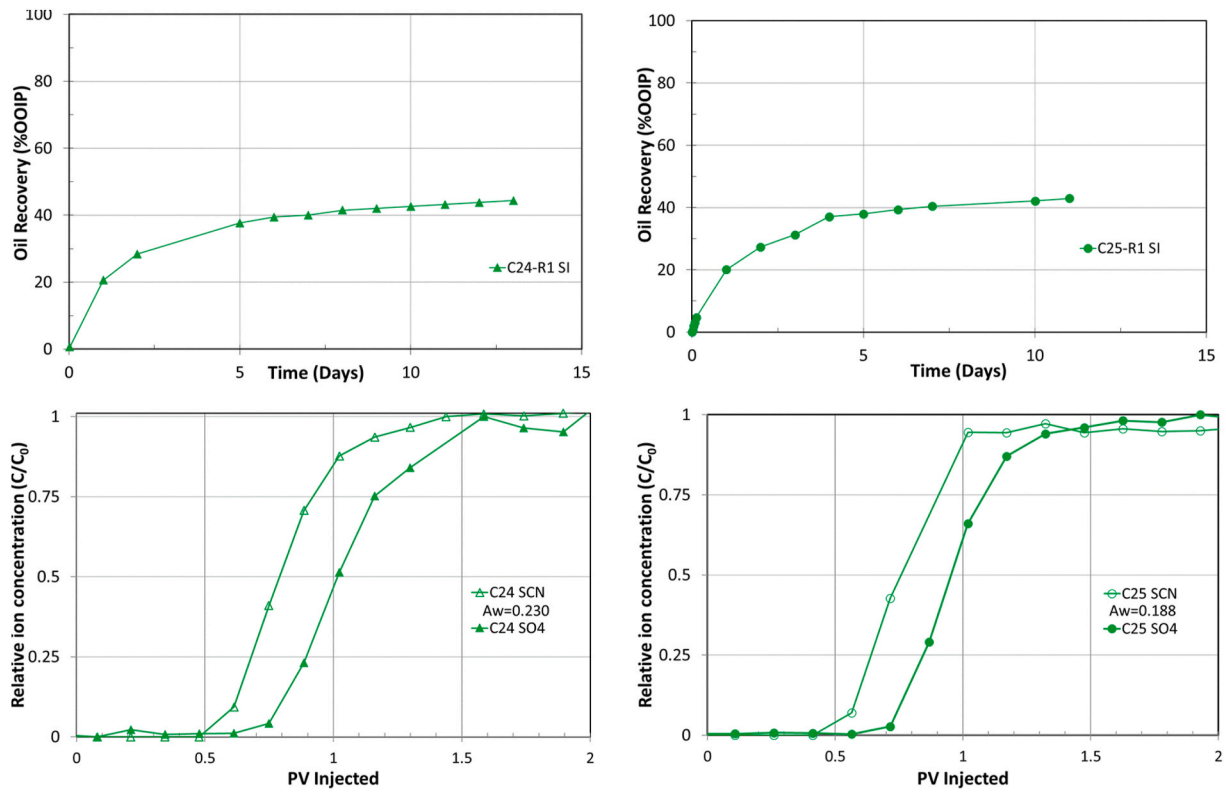 100
80
60
40
20
0
Oil Recovery (%OOIP)
C24-R1 SI
0
5
10
15
Time (Days)
100
80
60
40
20
0
Oil Recovery (%OOIP)
C25-R1 SI
0
5
10
15
Time (Days)
1
0.75
0.5
0.25
0
Relative ion concentration (C/C₀)
C24 SCN
Aw=0.230
C24 SO4
0
0.5
1
1.5
2
PV Injected
1
0.75
0.5
0.25
0
Relative ion concentration (C/C₀)
C25 SCN
Aw=0.188
C25 SO4
0
0.5
1
1.5
2
PV Injected